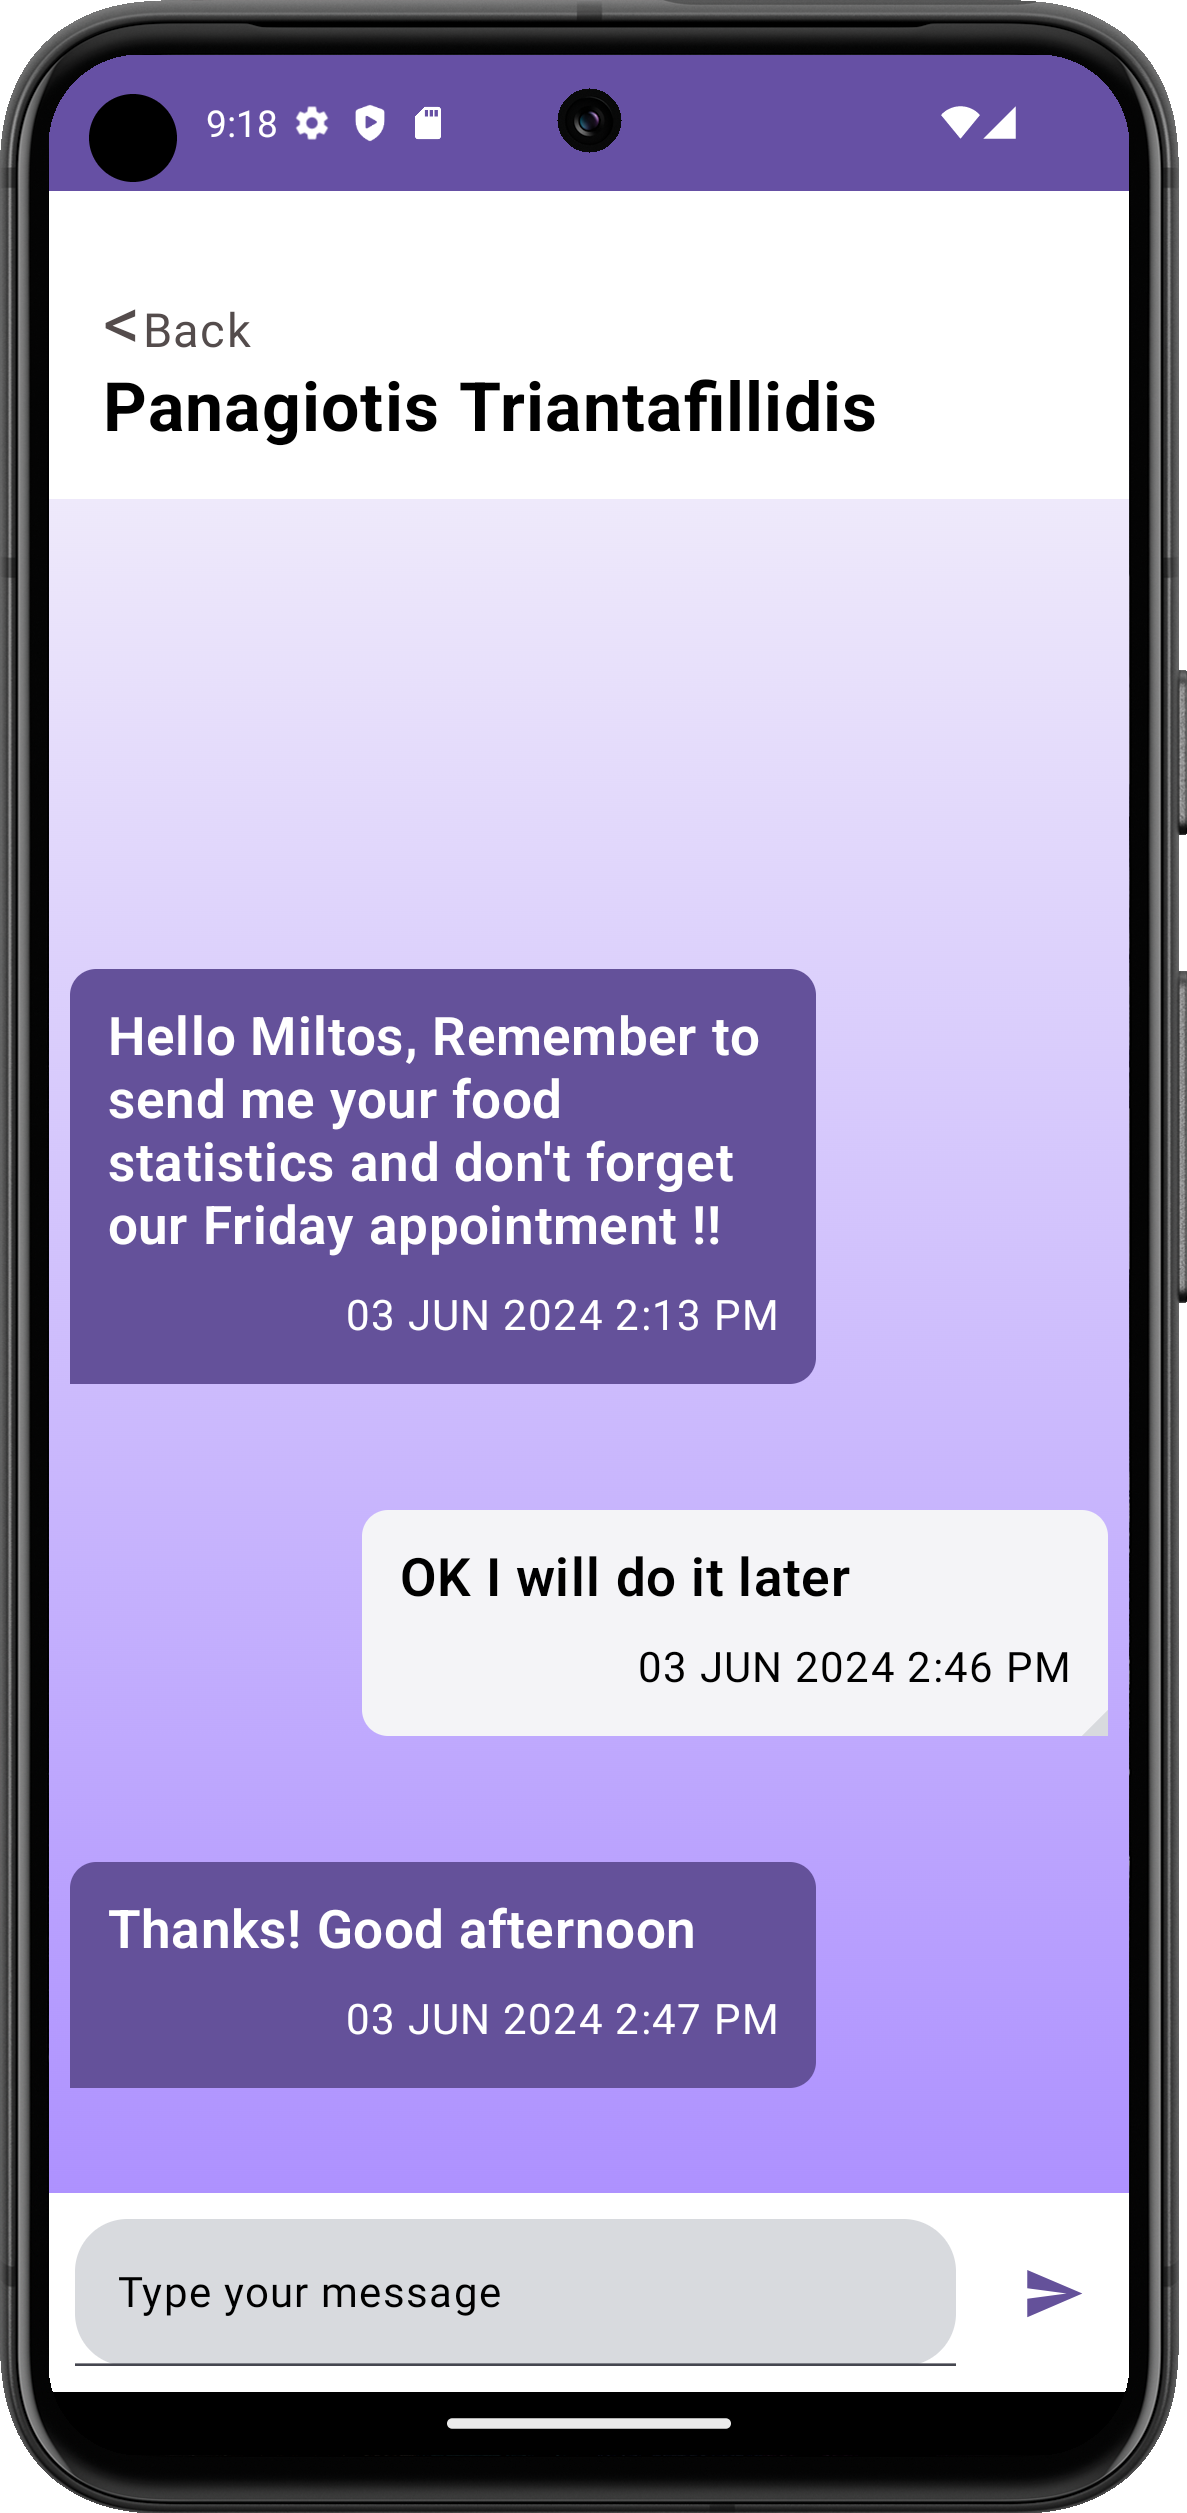 9:18
<Back
Panagiotis Triantafillidis
Hello Miltos, Remember to
send me your food
statistics and don't forget
our Friday appointment !!
03 JUN 2024 2:13 PM
OK I will do it later
03 JUN 2024 2:46 PM
Thanks! Good afternoon
03 JUN 2024 2:47 PM
Type your message